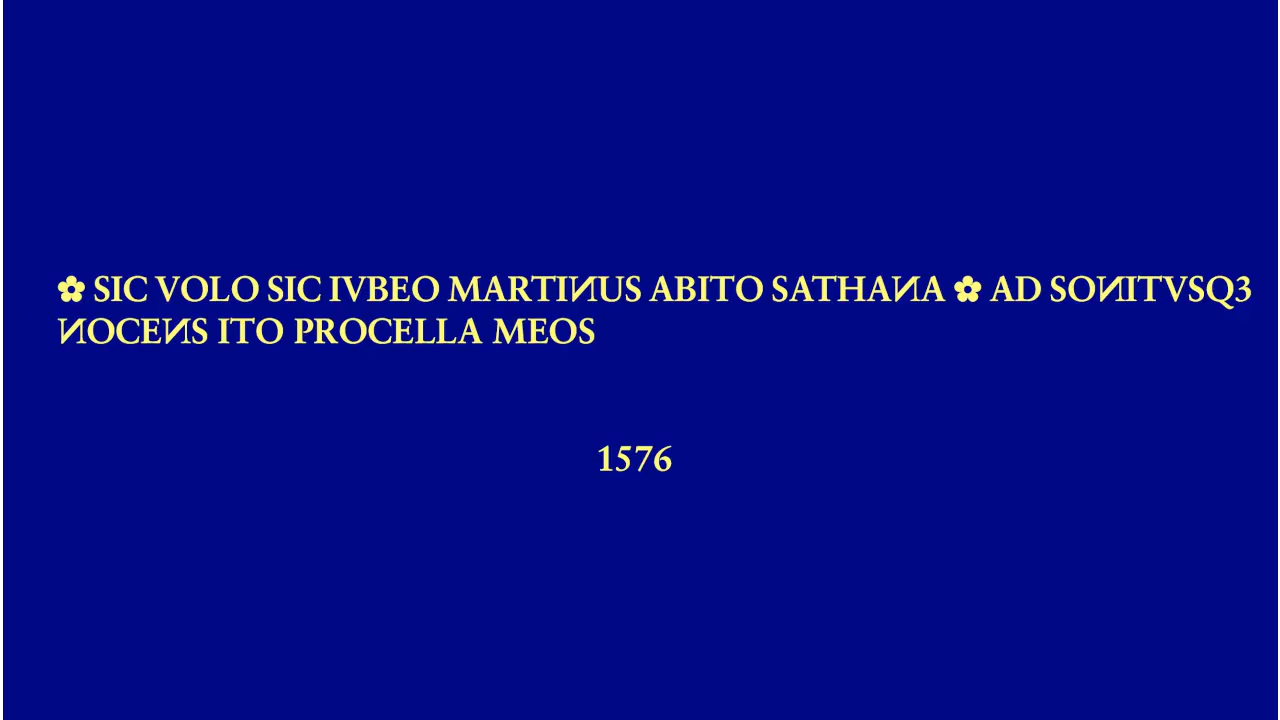 ✿ SIC VOLO SIC IVBEO MARTIИUS ABITO SATHAИA ✿ AD SOИITVSQ3
ИOCEИS ITO PROCELLA MEOS
1576